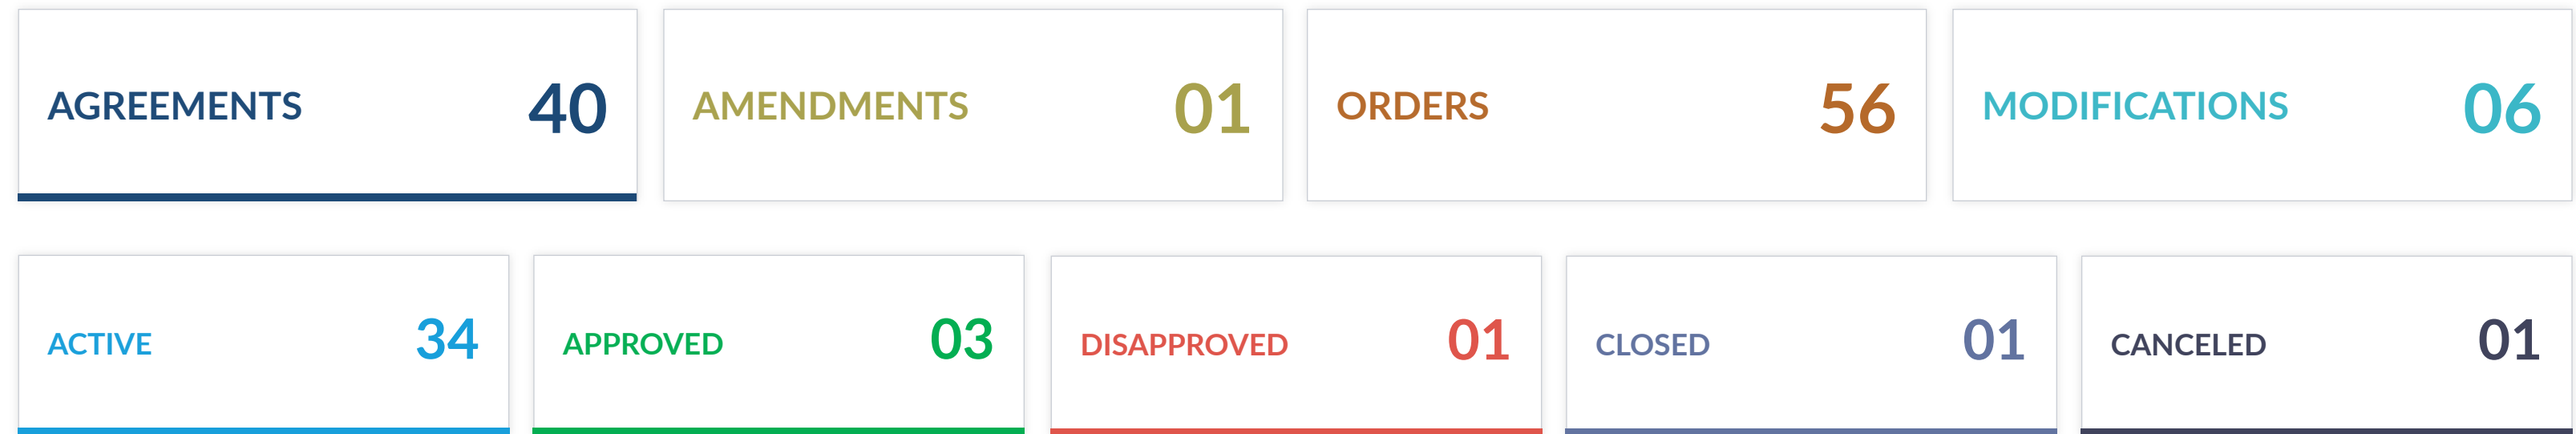 AGREEMENTS 40 AMENDMENTS 01 ORDERS 56 MODIFICATIONS 06
ACTIVE 34 APPROVED 03 DISAPPROVED 01 CLOSED 01 CANCELED 01